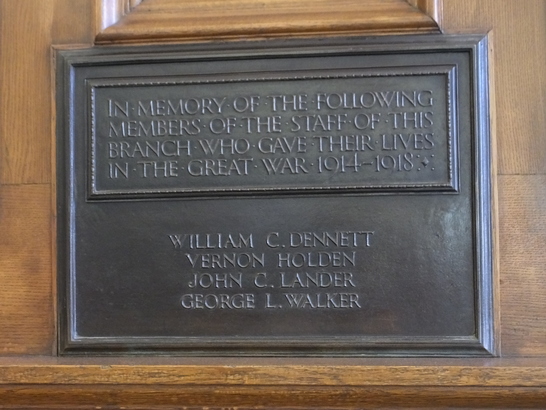 IN·MEMORY·OF·THE·FOLLOWING
MEMBERS·OF·THE·STAFF·OF·THIS
BRANCH·WHO·GAVE·THEIR·LIVES
IN·THE·GREAT·WAR·1914-1918
WILLIAM C. DENNETT
VERNON HOLDEN
JOHN C. LANDER
GEORGE L. WALKER